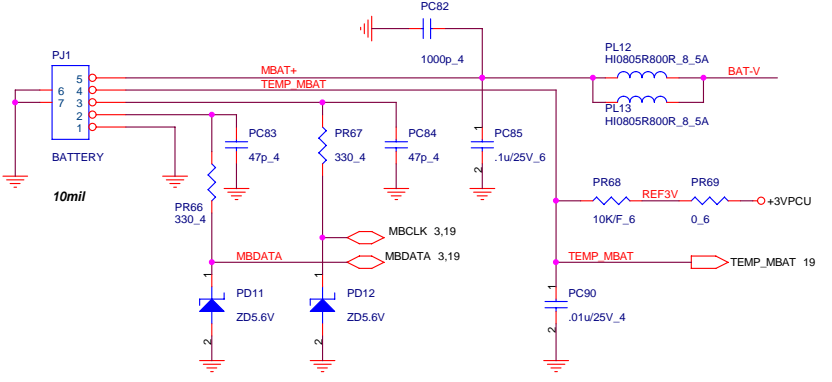 PC82
1000p_4
PJ1
PL12
HI0805R800R_8_5A
MBAT+
BAT-V
TEMP_MBAT
5
4
3
2
1
6
7
PL13
HI0805R800R_8_5A
PC83
47p_4
PR67
330_4
PC84
47p_4
1
PC85
.1u/25V_6
2
BATTERY
10mil
PR66
330_4
PR68
REF3V
PR69
+3VPCU
10K/F_6
0_6
MBCLK 3,19
MBDATA
MBDATA 3,19
TEMP_MBAT
TEMP_MBAT 19
1
PD11
ZD5.6V
2
1
PD12
ZD5.6V
2
1
PC90
.01u/25V_4
2